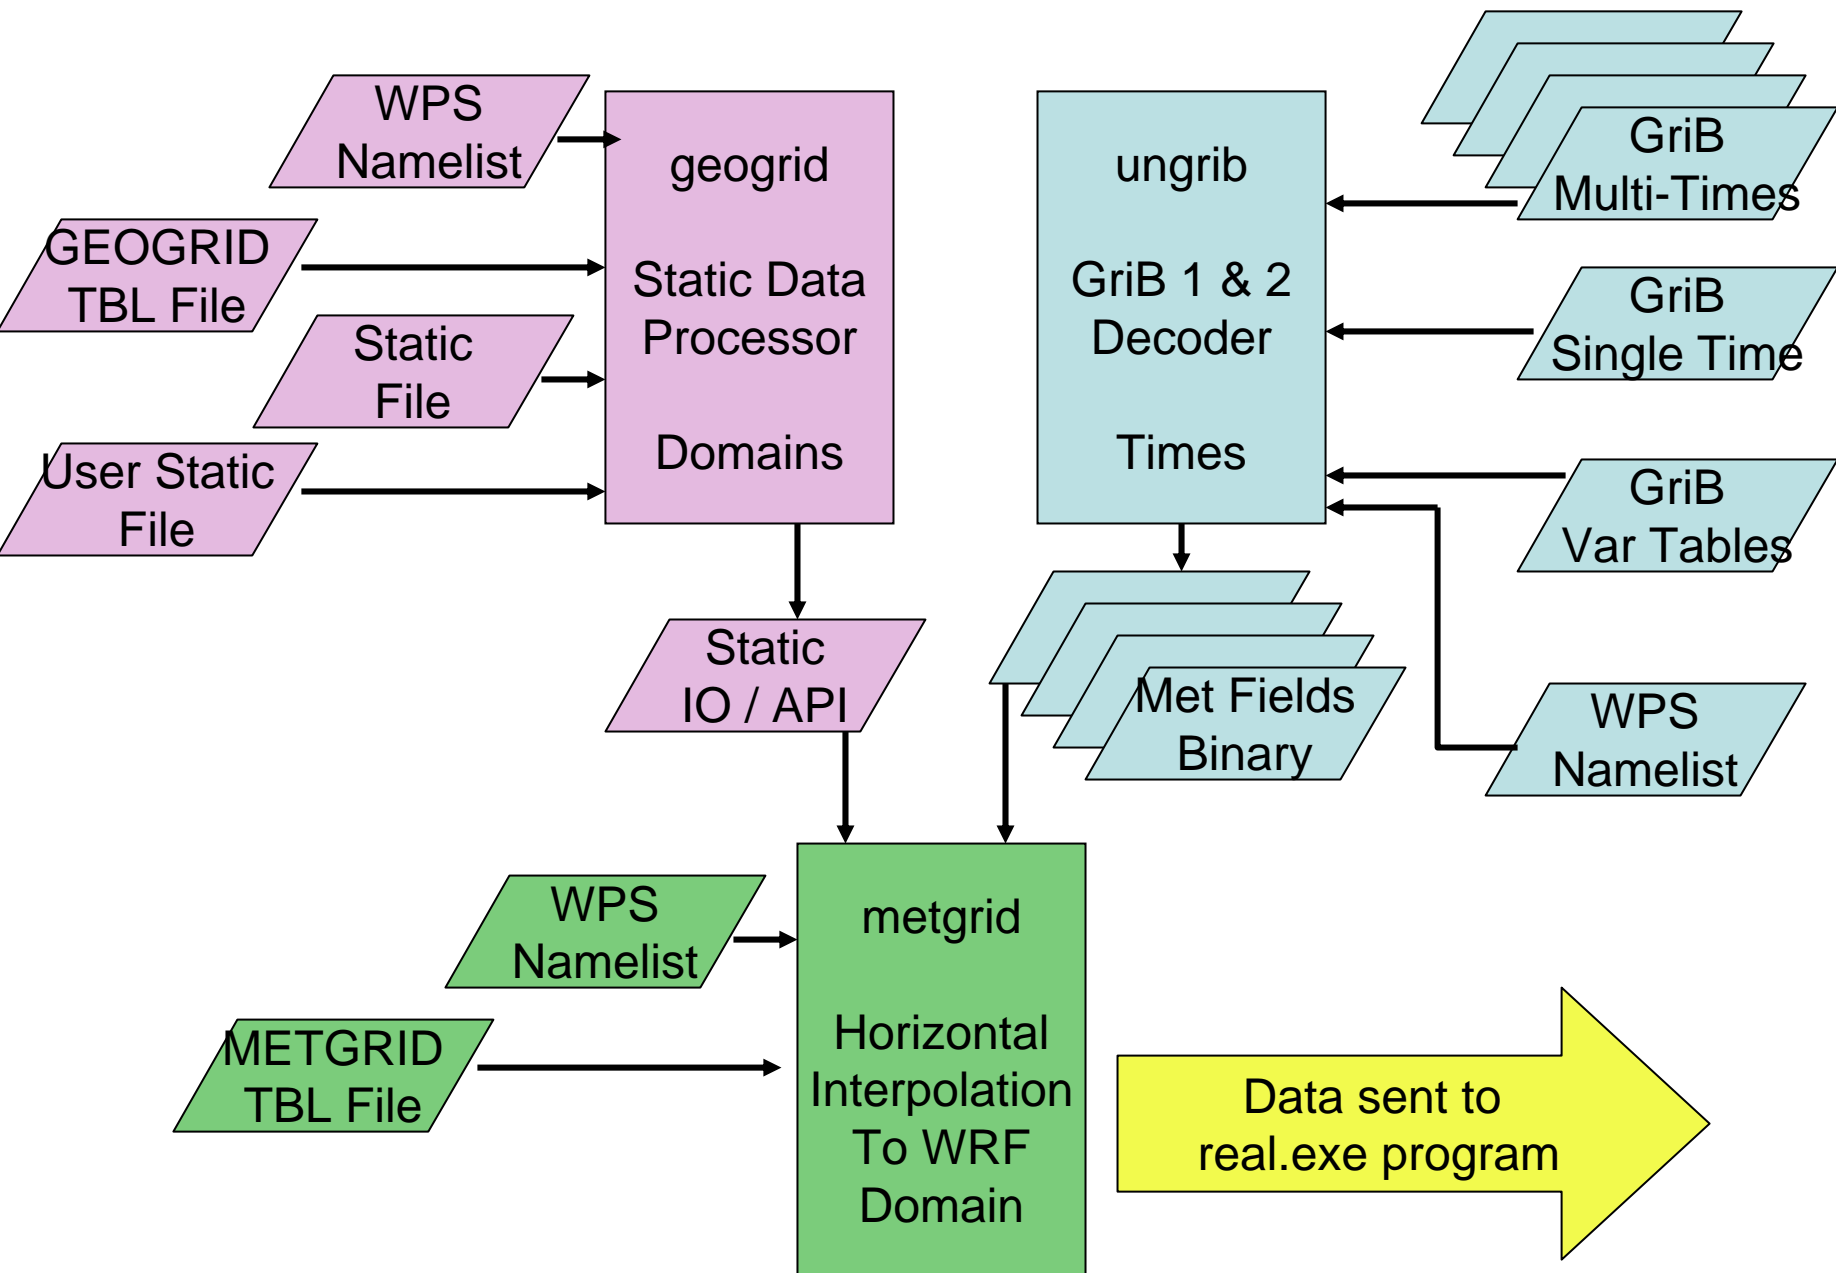 WPS
Namelist
GEOGRID
TBL File
Static
File
User Static
File
geogrid
Static Data
Processor
Domains
ungrib
GriB 1 & 2
Decoder
Times
GriB
Multi-Times
GriB
Single Time
GriB
Var Tables
WPS
Namelist
Static
IO / API
Met Fields
Binary
WPS
Namelist
METGRID
TBL File
metgrid
Horizontal
Interpolation
To WRF
Domain
Data sent to
real.exe program